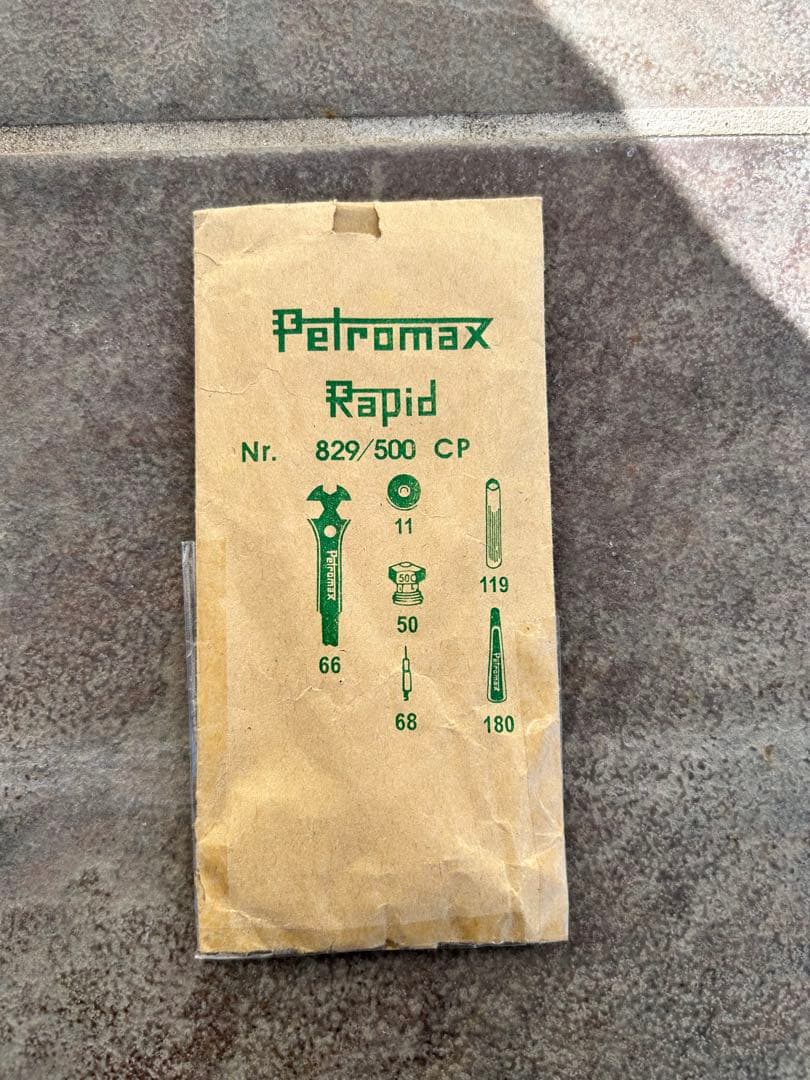 Petromax
Rapid
Nr. 829/500 CP
Petromax
66
11
500
50
68
119
Petromax
180